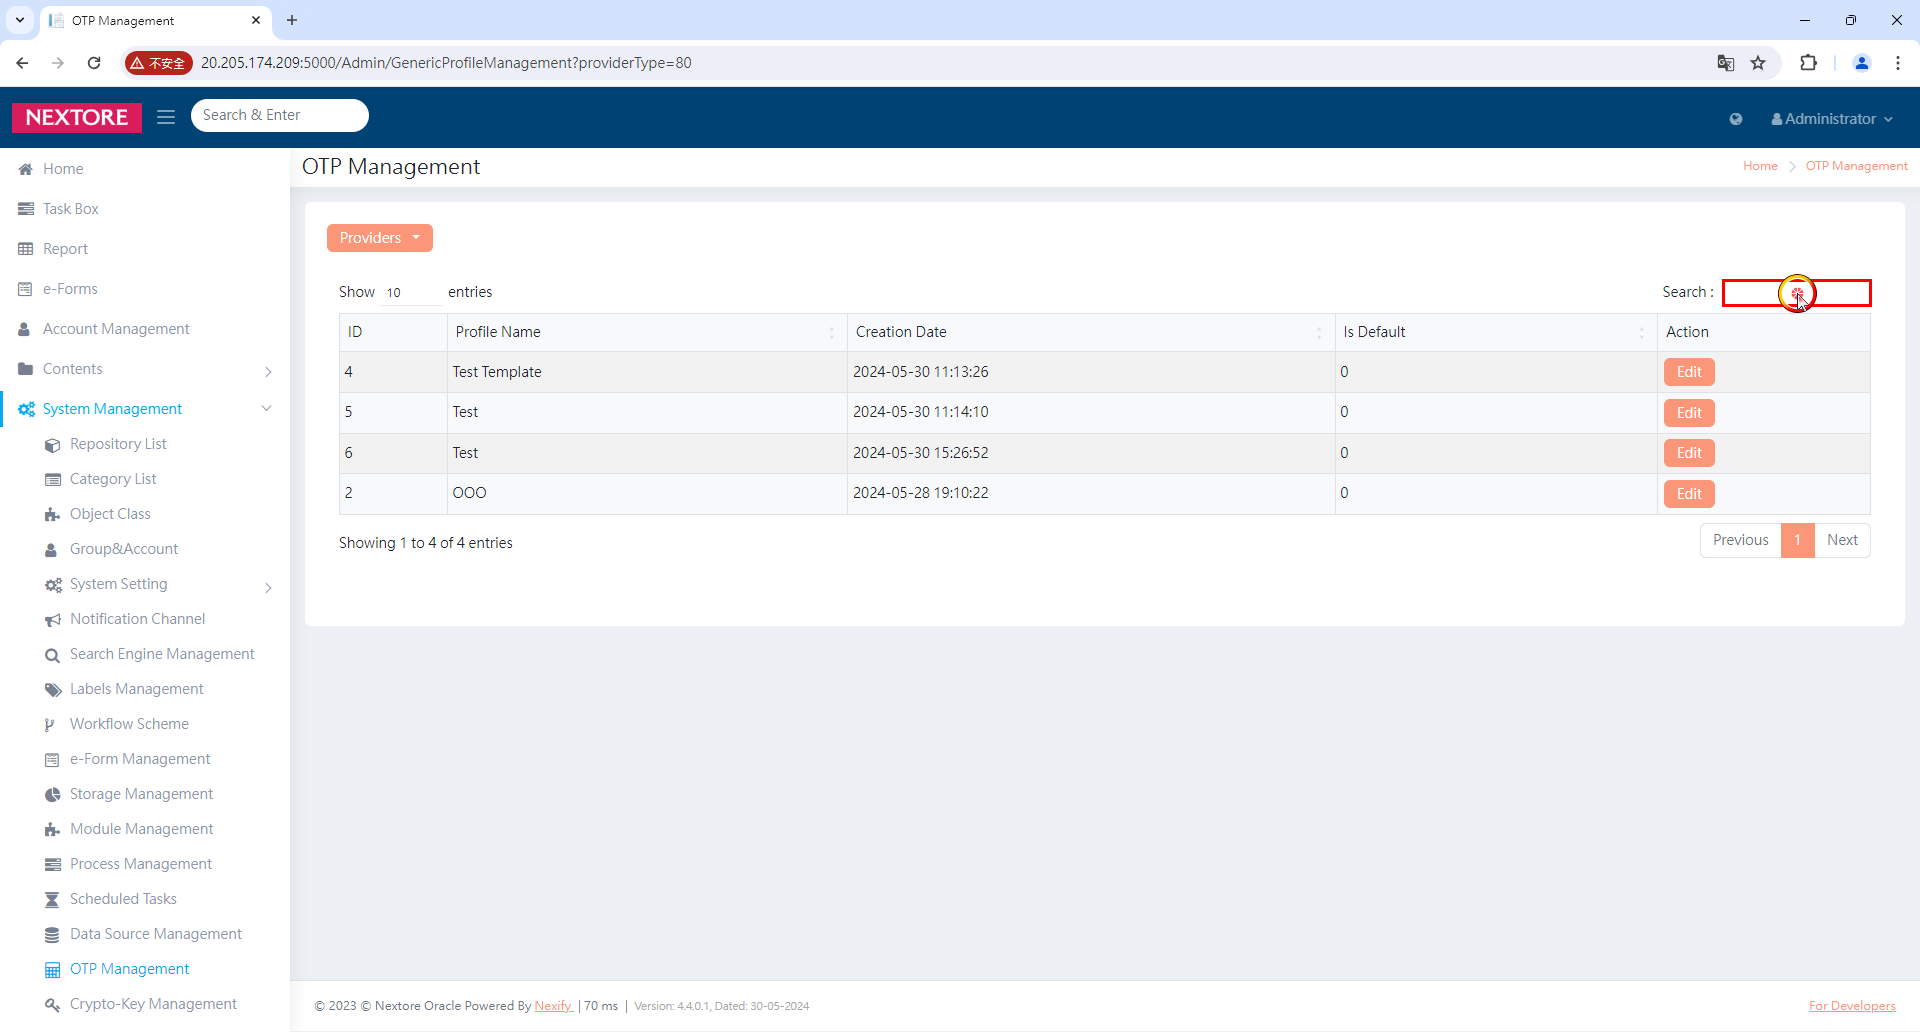 OTP Management
不安全 20.205.174.209:5000/Admin/GenericProfileManagement?providerType=80
NEXTORE Search & Enter Administrator
Home
Task Box
Report
e-Forms
Account Management
Contents
System Management
Repository List
Category List
Object Class
Group&Account
System Setting
Notification Channel
Search Engine Management
Labels Management
Workflow Scheme
e-Form Management
Storage Management
Module Management
Process Management
Scheduled Tasks
Data Source Management
OTP Management
Crypto-Key Management
OTP Management Home OTP Management
Providers
Show 10 entries Search :
ID Profile Name Creation Date Is Default Action
4 Test Template 2024-05-30 11:13:26 0 Edit
5 Test 2024-05-30 11:14:10 0 Edit
6 Test 2024-05-30 15:26:52 0 Edit
2 OOO 2024-05-28 19:10:22 0 Edit
Showing 1 to 4 of 4 entries Previous 1 Next
© 2023 © Nextore Oracle Powered By Nexify | 70 ms | Version: 4.4.0.1, Dated: 30-05-2024 For Developers